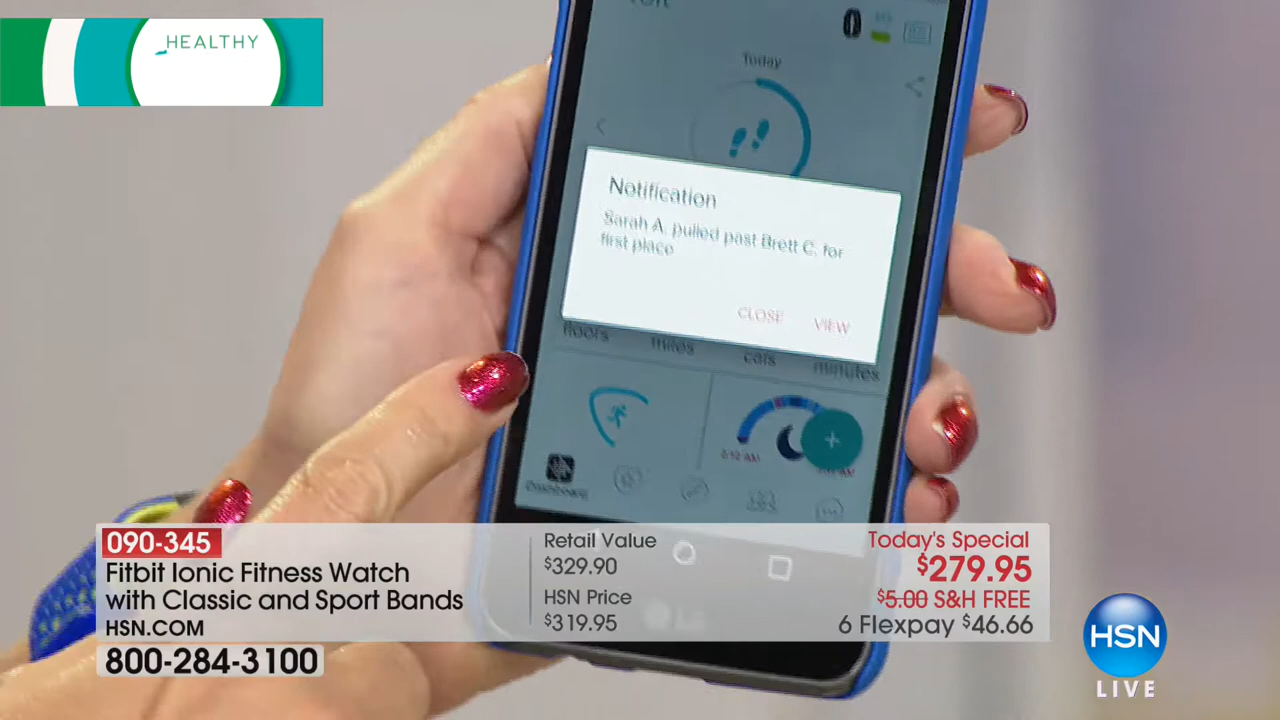 HEALTHY
Today
Notification
Sarah A. pulled past Brett C. for
first place
CLOSE VIEW
floors miles cals minutes
Dashboard
LG
090-345
Fitbit Ionic Fitness Watch
with Classic and Sport Bands
HSN.COM
800-284-3100
Retail Value
$329.90
HSN Price
$319.95
Today's Special
$279.95
$5.00 S&H FREE
6 Flexpay $46.66
HSN
LIVE